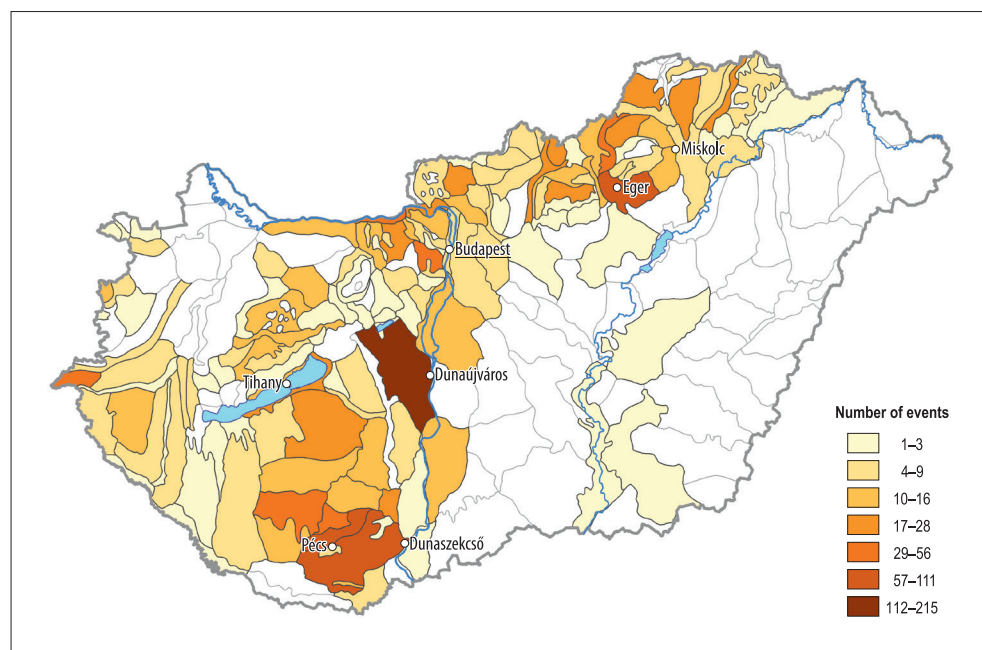 Miskolc
Eger
Budapest
Dunaújváros
Tihany
Pécs
Dunaszekcső
Number of events
1–3
4–9
10–16
17–28
29–56
57–111
112–215